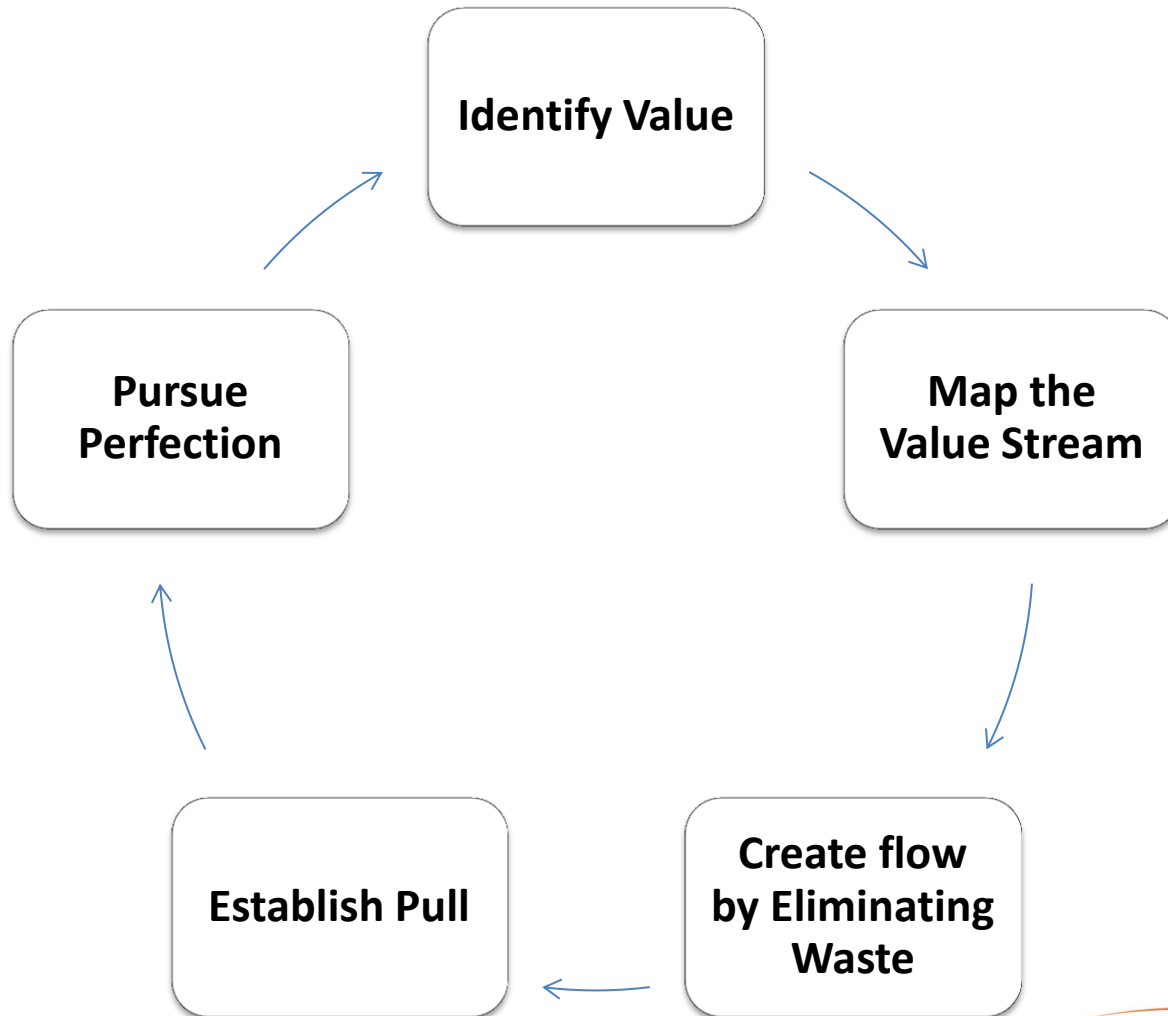 Identify Value
Map the
Value Stream
Create flow
by Eliminating
Waste
Establish Pull
Pursue
Perfection